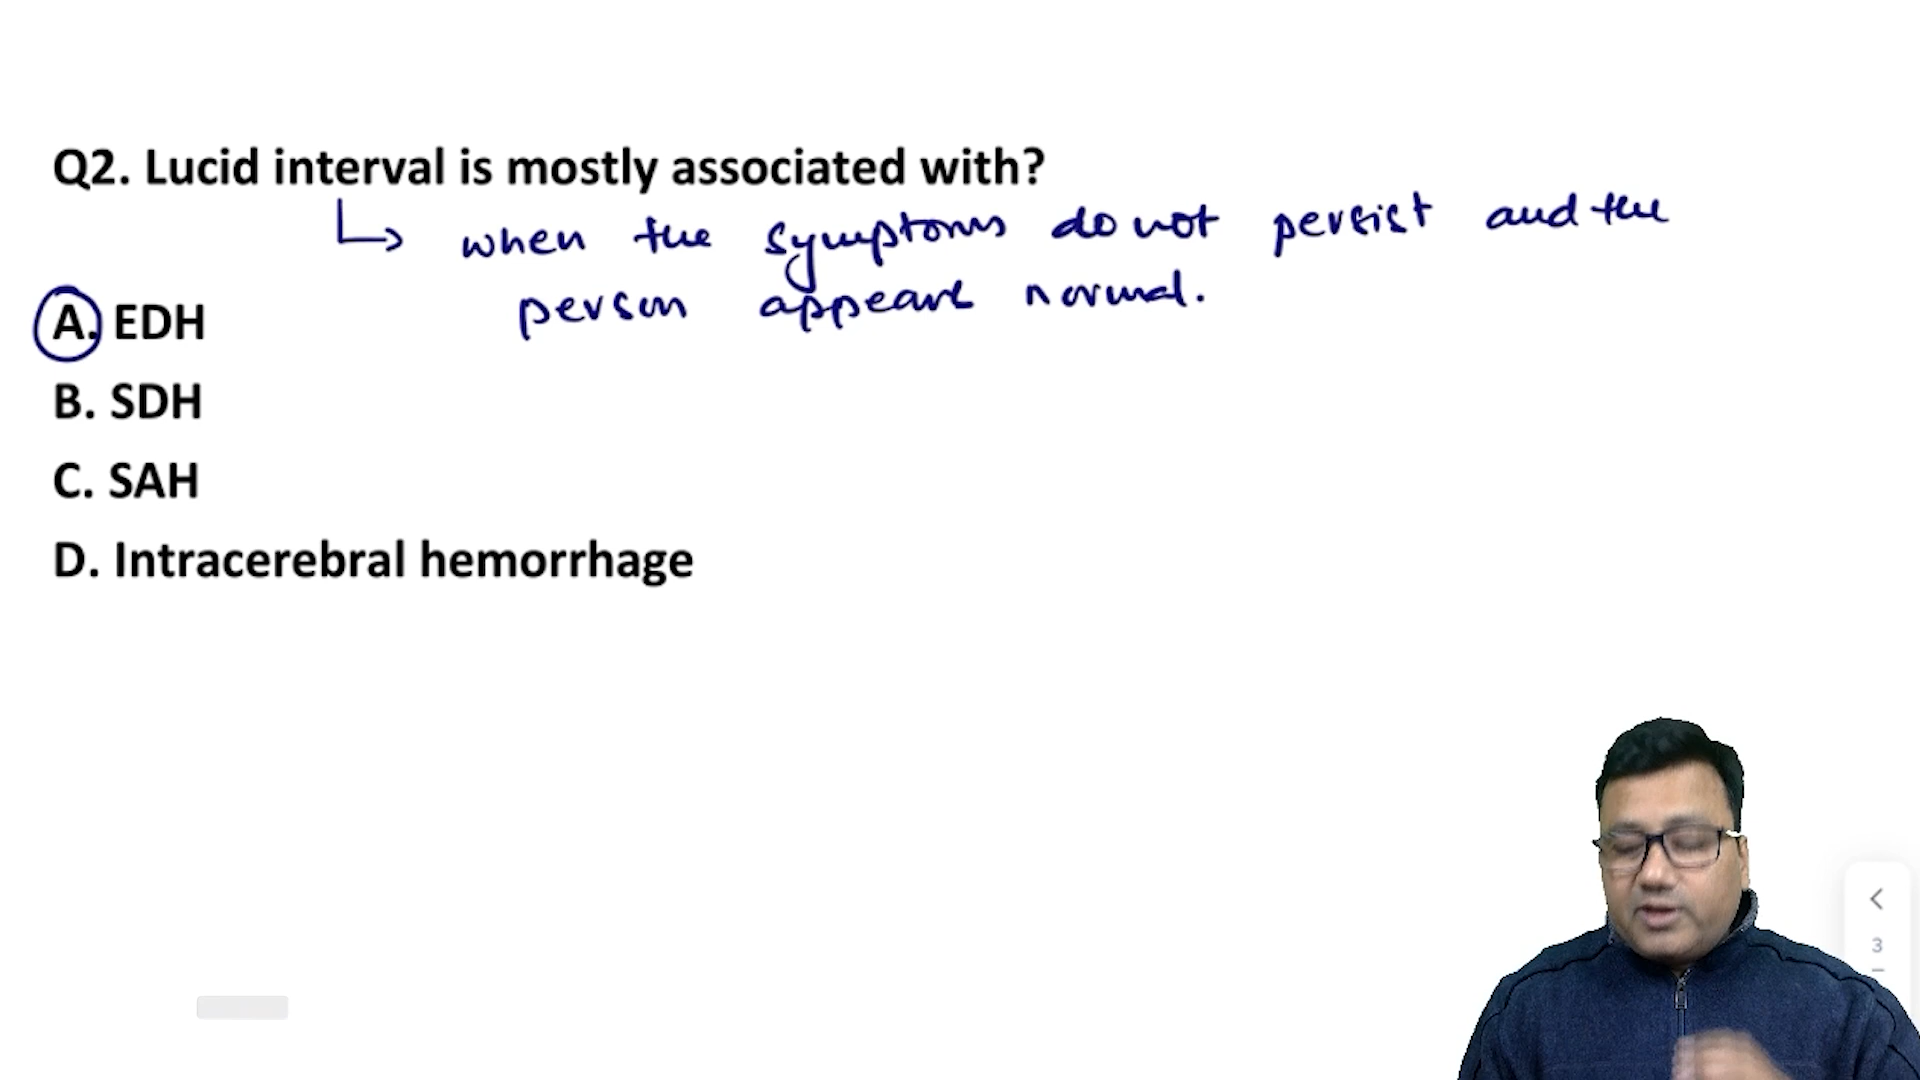 Q2. Lucid interval is mostly associated with?
↳ when the symptoms do not persist and the
person appears normal.
A. EDH
B. SDH
C. SAH
D. Intracerebral hemorrhage
3